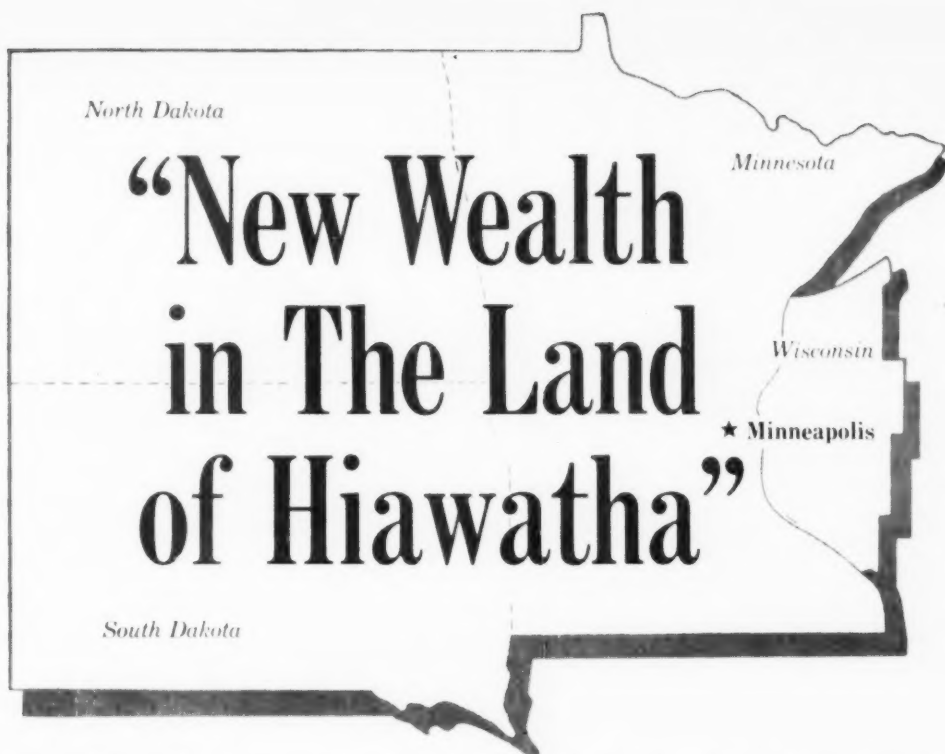 North Dakota
Minnesota
“New Wealth
in The Land
of Hiawatha”
Wisconsin
★ Minneapolis
South Dakota